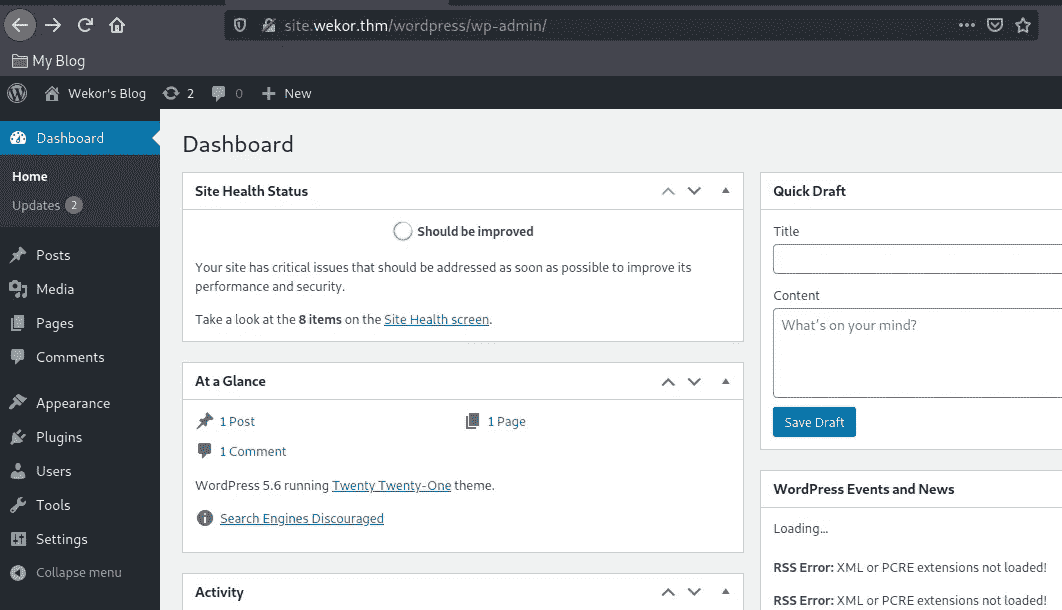 site.wekor.thm/wordpress/wp-admin/
My Blog
Wekor's Blog 2 0 New
Dashboard
Home
Updates 2
Posts
Media
Pages
Comments
Appearance
Plugins
Users
Tools
Settings
Collapse menu
Dashboard
Site Health Status
Should be improved
Your site has critical issues that should be addressed as soon as possible to improve its
performance and security.
Take a look at the 8 items on the Site Health screen.
At a Glance
1 Post 1 Page
1 Comment
WordPress 5.6 running Twenty Twenty-One theme.
Search Engines Discouraged
Activity
Quick Draft
Title
Content
What's on your mind?
Save Draft
WordPress Events and News
Loading...
RSS Error: XML or PCRE extensions not loaded!
RSS Error: XML or PCRE extensions not loaded!